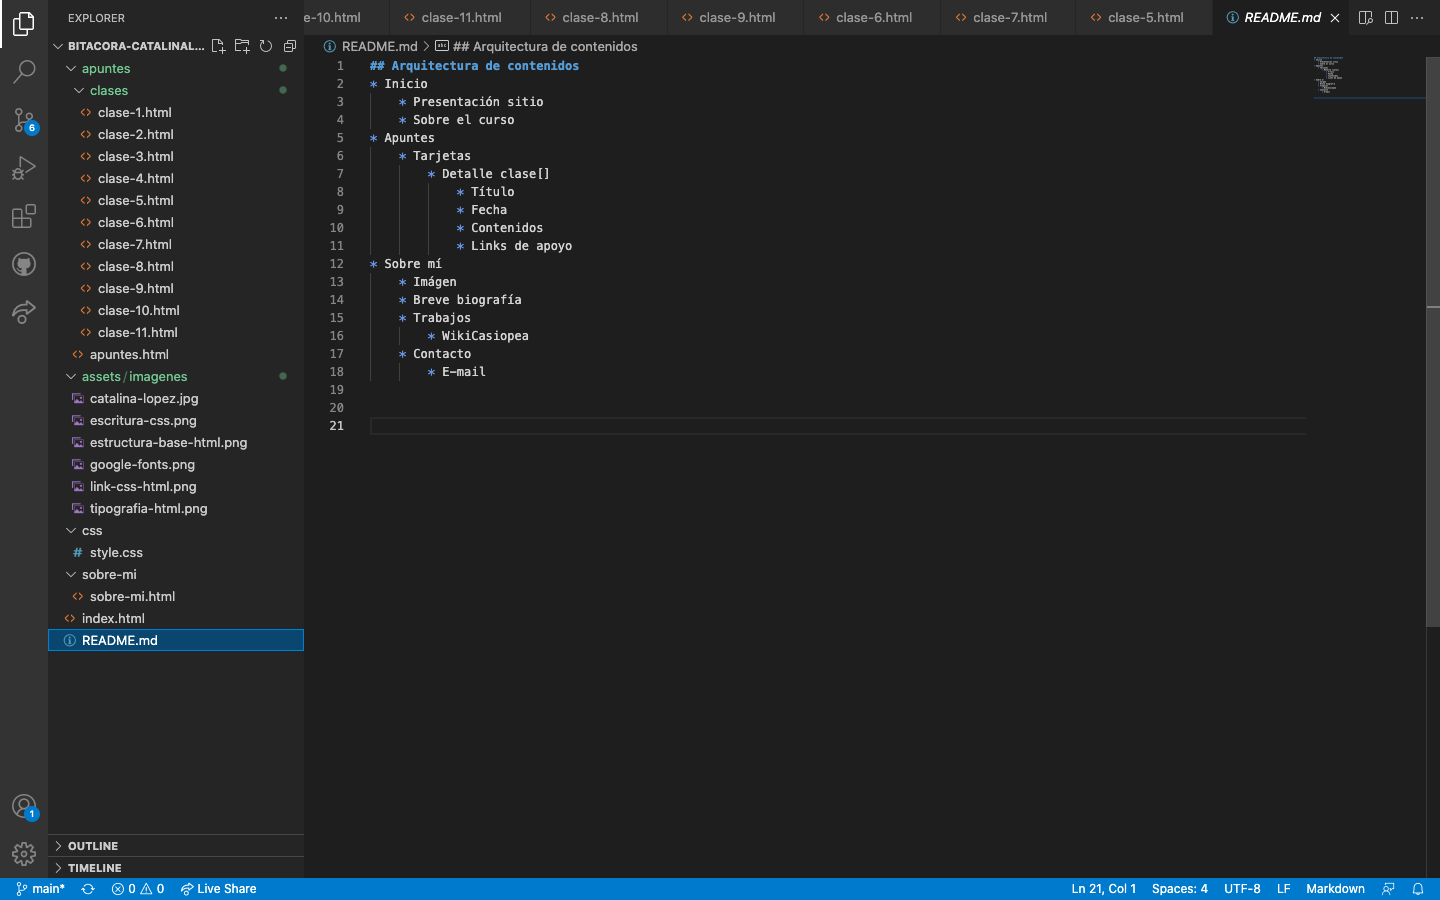 EXPLORER
BITACORA-CATALINAL...
apuntes
clases
clase-1.html
clase-2.html
clase-3.html
clase-4.html
clase-5.html
clase-6.html
clase-7.html
clase-8.html
clase-9.html
clase-10.html
clase-11.html
apuntes.html
assets/imagenes
catalina-lopez.jpg
escritura-css.png
estructura-base-html.png
google-fonts.png
link-css-html.png
tipografia-html.png
css
# style.css
sobre-mi
sobre-mi.html
index.html
README.md
OUTLINE
TIMELINE
6
1
e-10.html
clase-11.html
clase-8.html
clase-9.html
clase-6.html
clase-7.html
clase-5.html
README.md
README.md > ## Arquitectura de contenidos
1 ## Arquitectura de contenidos
2 * Inicio
3 * Presentación sitio
4 * Sobre el curso
5 * Apuntes
6 * Tarjetas
7 * Detalle clase[]
8 * Título
9 * Fecha
10 * Contenidos
11 * Links de apoyo
12 * Sobre mí
13 * Imágen
14 * Breve biografía
15 * Trabajos
16 * WikiCasiopea
17 * Contacto
18 * E-mail
19
20
21
main* 0 0 Live Share
Ln 21, Col 1 Spaces: 4 UTF-8 LF Markdown